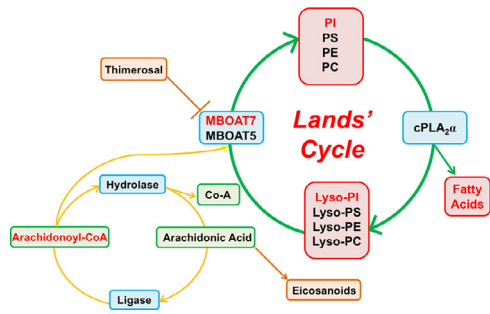 PI
PS
PE
PC
Thimerosal
MBOAT7
MBOAT5
Lands’
Cycle
cPLA₂α
Hydrolase
Co-A
Fatty
Acids
Lyso-PI
Lyso-PS
Lyso-PE
Lyso-PC
Arachidonoyl-CoA
Arachidonic Acid
Ligase
Eicosanoids